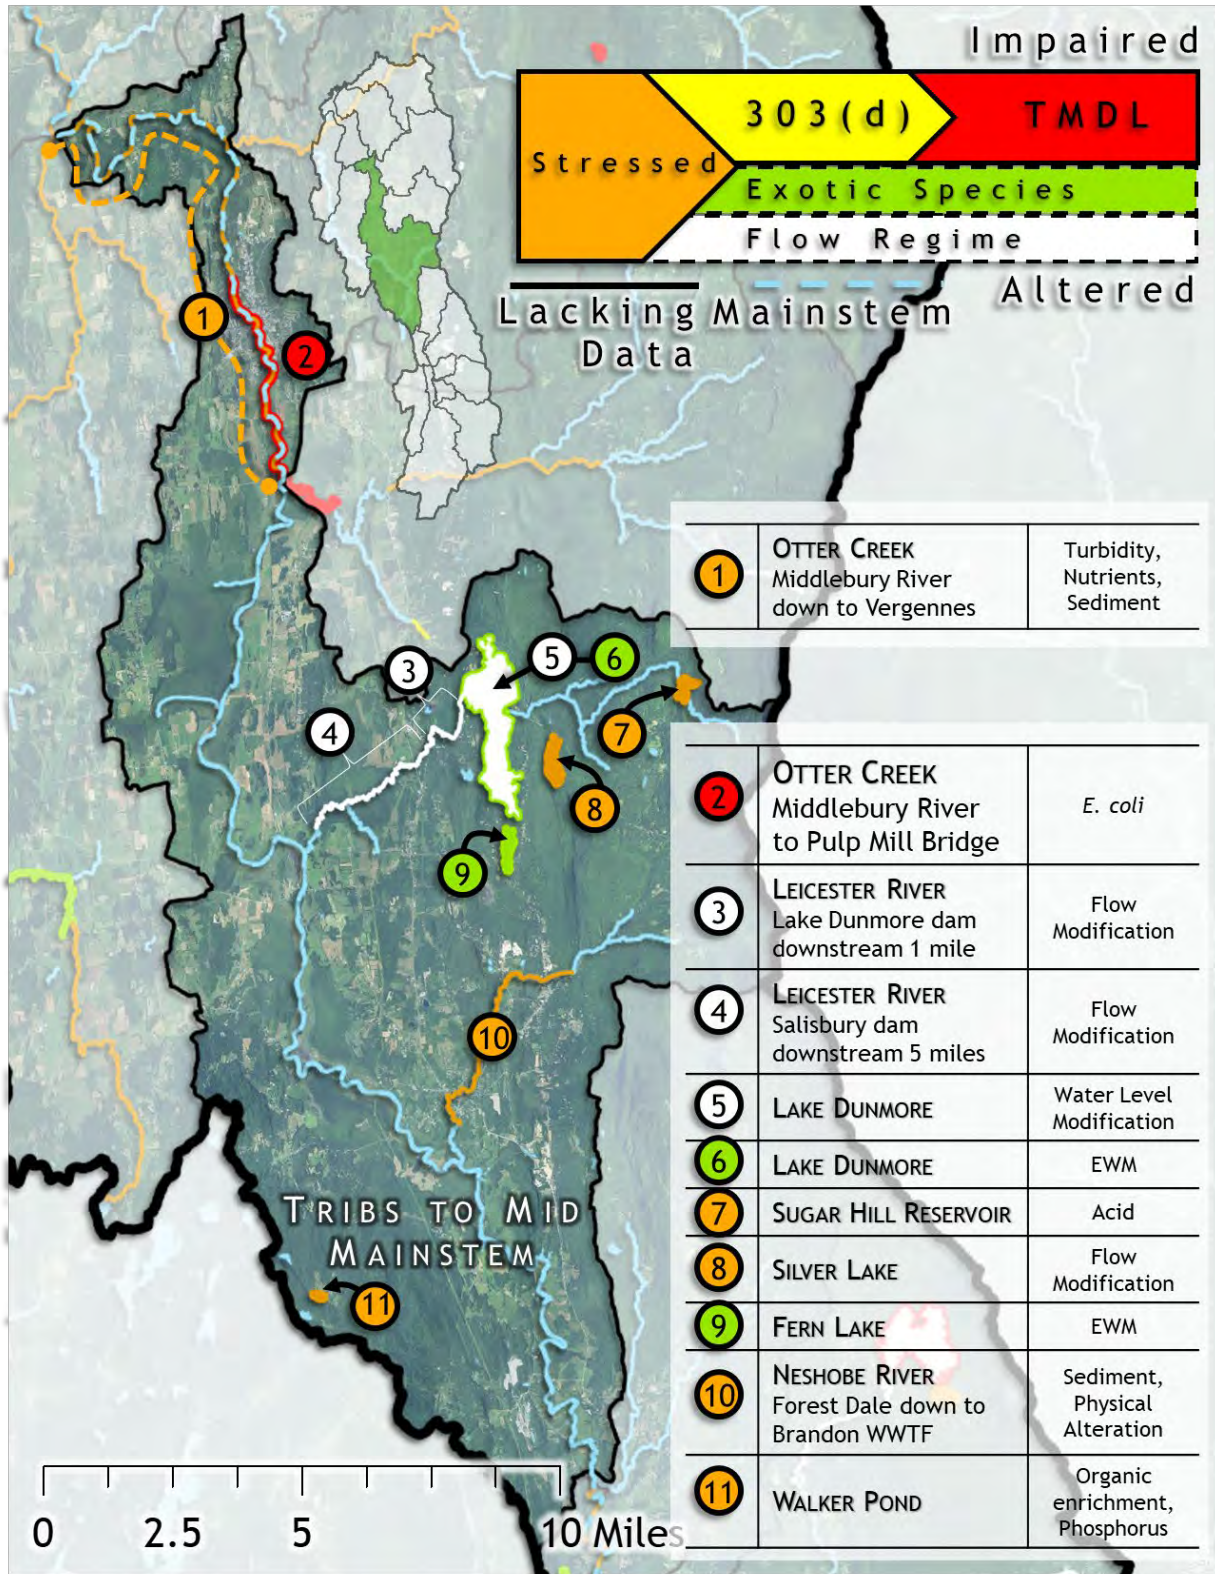 Impaired
303(d)
TMDL
Stressed
Exotic Species
Flow Regime
Altered
Lacking
Data
Mainstem
1
2
3
4
5
6
7
8
9
10
11
TRIBS TO MID
MAINSTEM
0 2.5 5 10 Miles
1
OTTER CREEK
Middlebury River
down to Vergennes
Turbidity,
Nutrients,
Sediment
2
OTTER CREEK
Middlebury River
to Pulp Mill Bridge
E. coli
3
LEICESTER RIVER
Lake Dunmore dam
downstream 1 mile
Flow
Modification
4
LEICESTER RIVER
Salisbury dam
downstream 5 miles
Flow
Modification
5
LAKE DUNMORE
Water Level
Modification
6
LAKE DUNMORE
EWM
7
SUGAR HILL RESERVOIR
Acid
8
SILVER LAKE
Flow
Modification
9
FERN LAKE
EWM
10
NESHOBE RIVER
Forest Dale down to
Brandon WWTF
Sediment,
Physical
Alteration
11
WALKER POND
Organic
enrichment,
Phosphorus